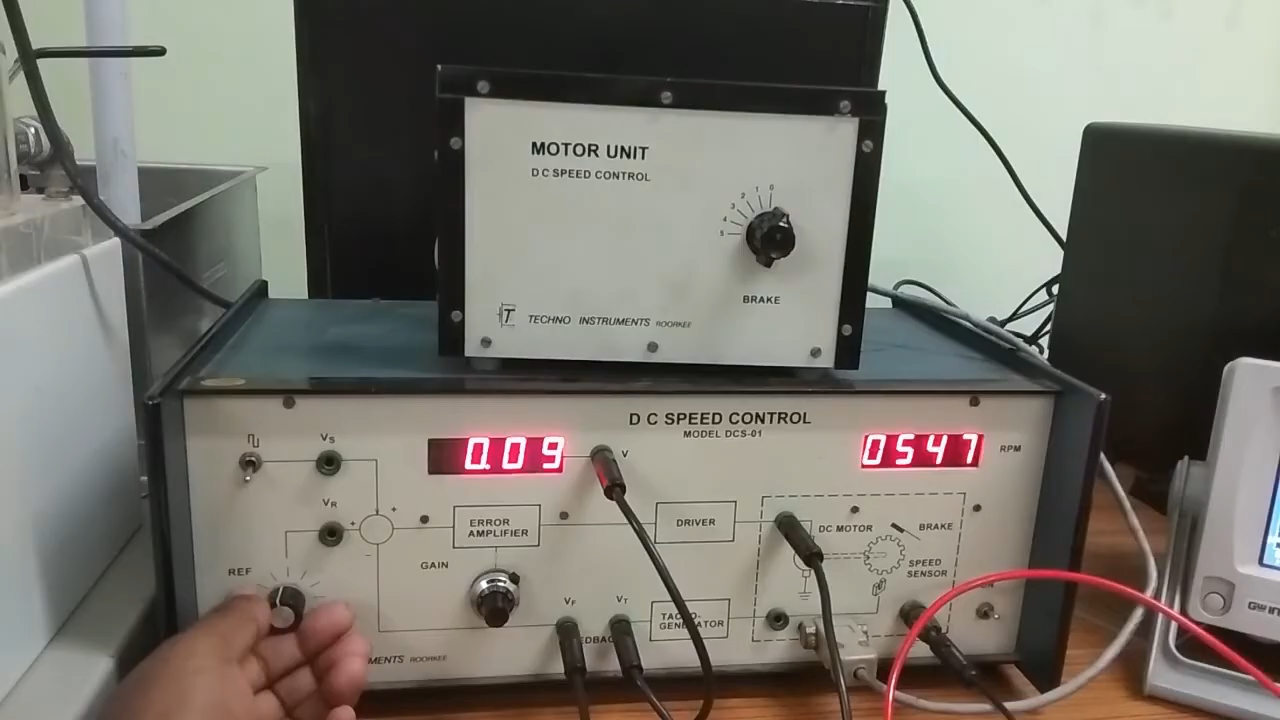 MOTOR UNIT
DC SPEED CONTROL
0
1
2
3
4
5
BRAKE
T TECHNO INSTRUMENTS ROORKEE
DC SPEED CONTROL
MODEL DCS-01
VS
0.09
V
0547
RPM
VR
+
+
-
ERROR
AMPLIFIER
DRIVER
DC MOTOR
BRAKE
GAIN
SPEED
SENSOR
REF
VF
VT
TACHO
GENERATOR
MENTS ROORKEE